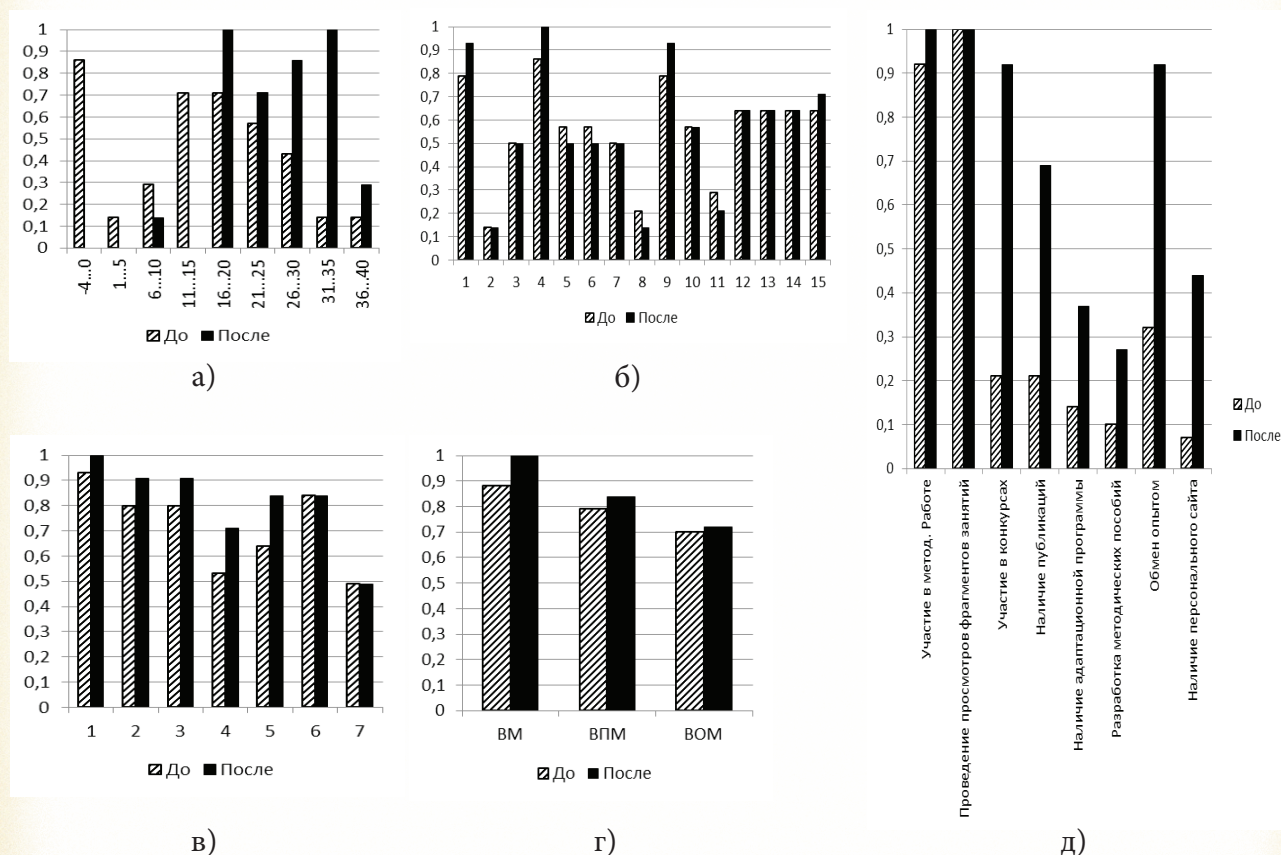 1
0,9
0,8
0,7
0,6
0,5
0,4
0,3
0,2
0,1
0
-4...0
1...5
6...10
11...15
16...20
21...25
26...30
31...35
36...40
До После
а)
1
0,9
0,8
0,7
0,6
0,5
0,4
0,3
0,2
0,1
0
1 2 3 4 5 6 7 8 9 10 11 12 13 14 15
До После
б)
1
0,9
0,8
0,7
0,6
0,5
0,4
0,3
0,2
0,1
0
Участие в метод. Работе
Проведение просмотров фрагментов занятий
Участие в конкурсах
Наличие публикаций
Наличие адаптационной программы
Разработка методических пособий
Обмен опытом
Наличие персонального сайта
До
После
д)
1
0,9
0,8
0,7
0,6
0,5
0,4
0,3
0,2
0,1
0
1 2 3 4 5 6 7
До После
в)
1
0,9
0,8
0,7
0,6
0,5
0,4
0,3
0,2
0,1
0
ВМ ВПМ ВОМ
До После
г)